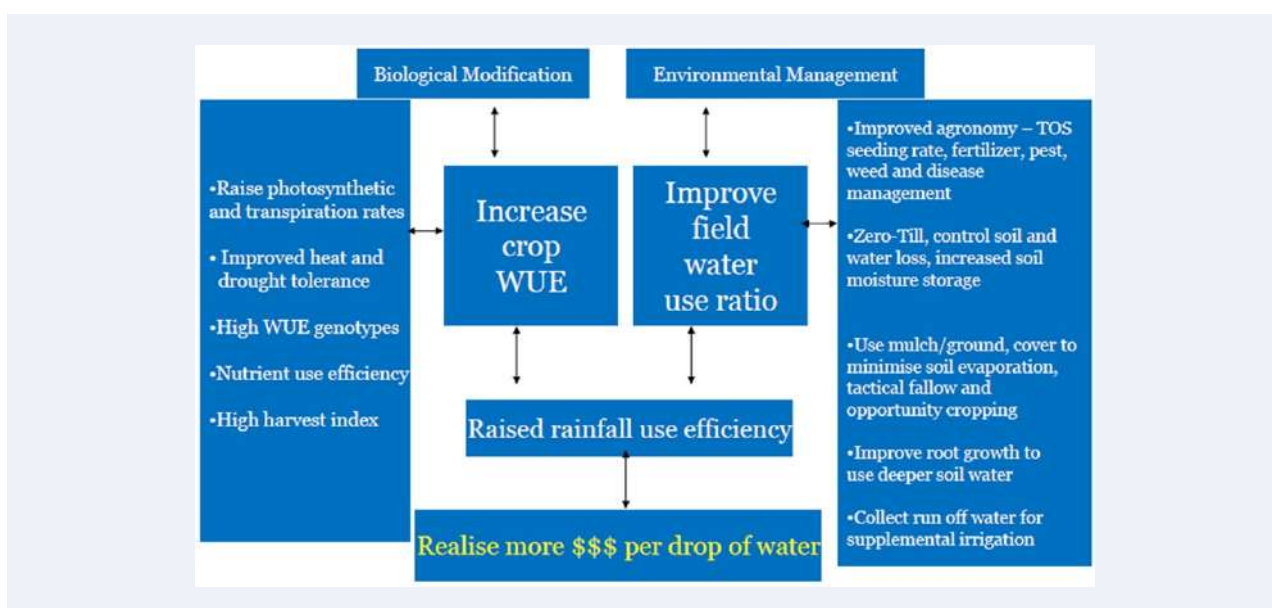 Biological Modification
Environmental Management
•Raise photosynthetic
and transpiration rates
• Improved heat and
drought tolerance
•High WUE genotypes
•Nutrient use efficiency
•High harvest index
Increase
crop
WUE
Improve
field
water
use ratio
•Improved agronomy – TOS
seeding rate, fertilizer, pest,
weed and disease
management
•Zero-Till, control soil and
water loss, increased soil
moisture storage
•Use mulch/ground, cover to
minimise soil evaporation,
tactical fallow and
opportunity cropping
•Improve root growth to
use deeper soil water
•Collect run off water for
supplemental irrigation
Raised rainfall use efficiency
Realise more $$$ per drop of water